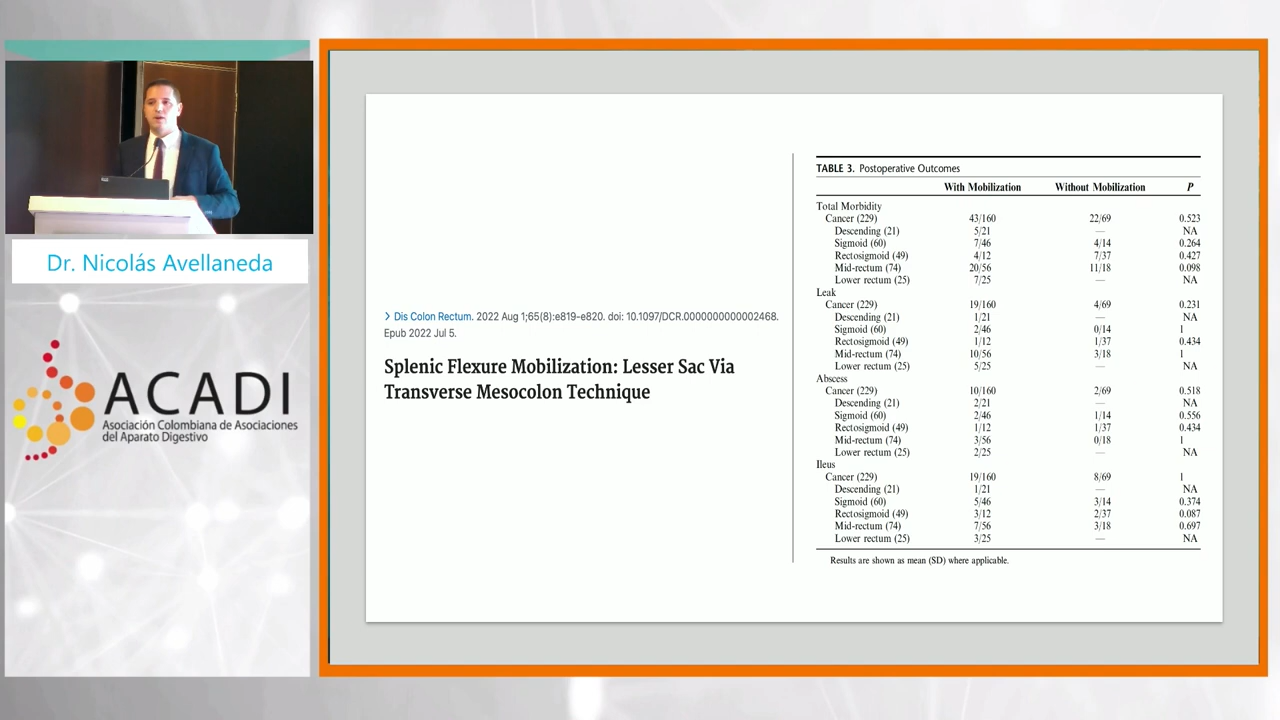 Dr. Nicolás Avellaneda
ACADI
Asociación Colombiana de Asociaciones
del Aparato Digestivo
> Dis Colon Rectum. 2022 Aug 1;65(8):e819-e820. doi: 10.1097/DCR.0000000000002468.
Epub 2022 Jul 5.
Splenic Flexure Mobilization: Lesser Sac Via
Transverse Mesocolon Technique
TABLE 3. Postoperative Outcomes
With Mobilization Without Mobilization P
Total Morbidity
Cancer (229) 43/160 22/69 0.523
Descending (21) 5/21 — NA
Sigmoid (60) 7/46 4/14 0.264
Rectosigmoid (49) 4/12 7/37 0.427
Mid-rectum (74) 20/56 11/18 0.098
Lower rectum (25) 7/25 — NA
Leak
Cancer (229) 19/160 4/69 0.231
Descending (21) 1/21 — NA
Sigmoid (60) 2/46 0/14 1
Rectosigmoid (49) 1/12 1/37 0.434
Mid-rectum (74) 10/56 3/18 1
Lower rectum (25) 5/25 — NA
Abscess
Cancer (229) 10/160 2/69 0.518
Descending (21) 2/21 — NA
Sigmoid (60) 2/46 1/14 0.556
Rectosigmoid (49) 1/12 1/37 0.434
Mid-rectum (74) 3/56 0/18 1
Lower rectum (25) 2/25 — NA
Ileus
Cancer (229) 19/160 8/69 1
Descending (21) 1/21 — NA
Sigmoid (60) 5/46 3/14 0.374
Rectosigmoid (49) 3/12 2/37 0.087
Mid-rectum (74) 7/56 3/18 0.697
Lower rectum (25) 3/25 — NA
Results are shown as mean (SD) where applicable.